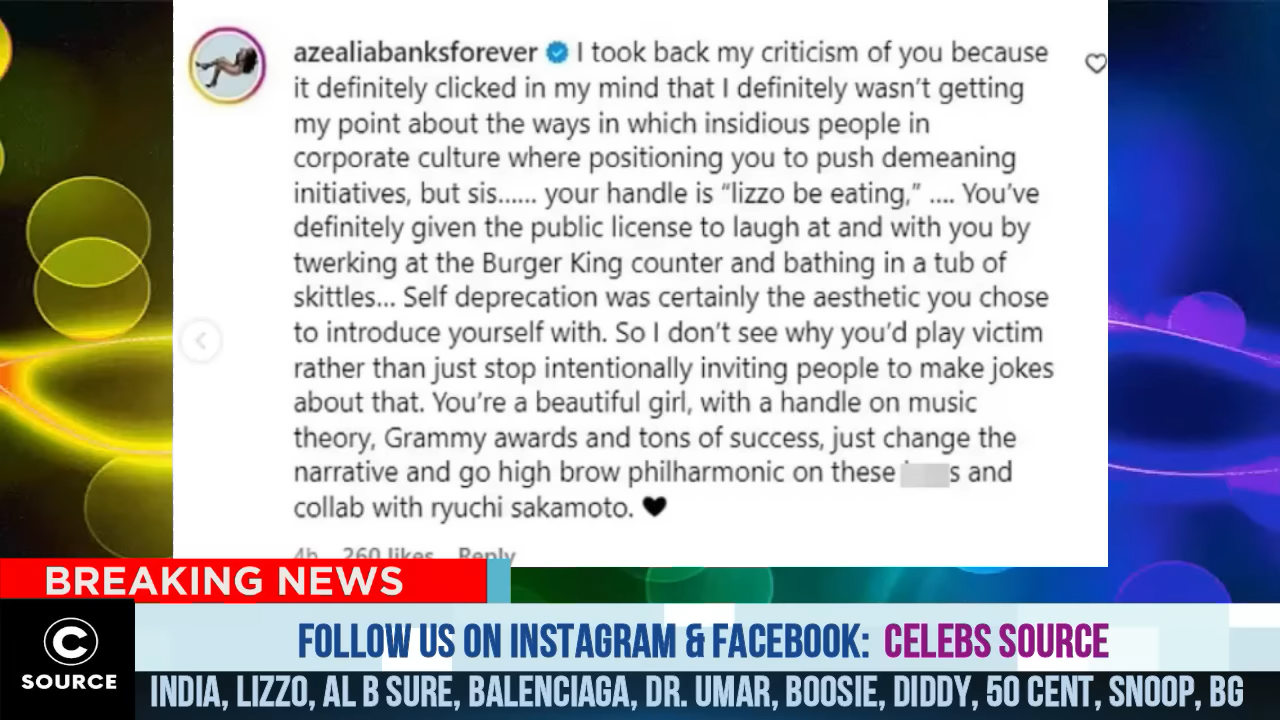 azealiabanksforever I took back my criticism of you because
it definitely clicked in my mind that I definitely wasn't getting
my point about the ways in which insidious people in
corporate culture where positioning you to push demeaning
initiatives, but sis...... your handle is “lizzo be eating,” .... You've
definitely given the public license to laugh at and with you by
twerking at the Burger King counter and bathing in a tub of
skittles... Self deprecation was certainly the aesthetic you chose
to introduce yourself with. So I don't see why you'd play victim
rather than just stop intentionally inviting people to make jokes
about that. You're a beautiful girl, with a handle on music
theory, Grammy awards and tons of success, just change the
narrative and go high brow philharmonic on these s and
collab with ryuchi sakamoto. 🖤
4h 260 likes Reply
BREAKING NEWS
C
SOURCE
FOLLOW US ON INSTAGRAM & FACEBOOK: CELEBS SOURCE
INDIA, LIZZO, AL B SURE, BALENCIAGA, DR. UMAR, BOOSIE, DIDDY, 50 CENT, SNOOP, BG